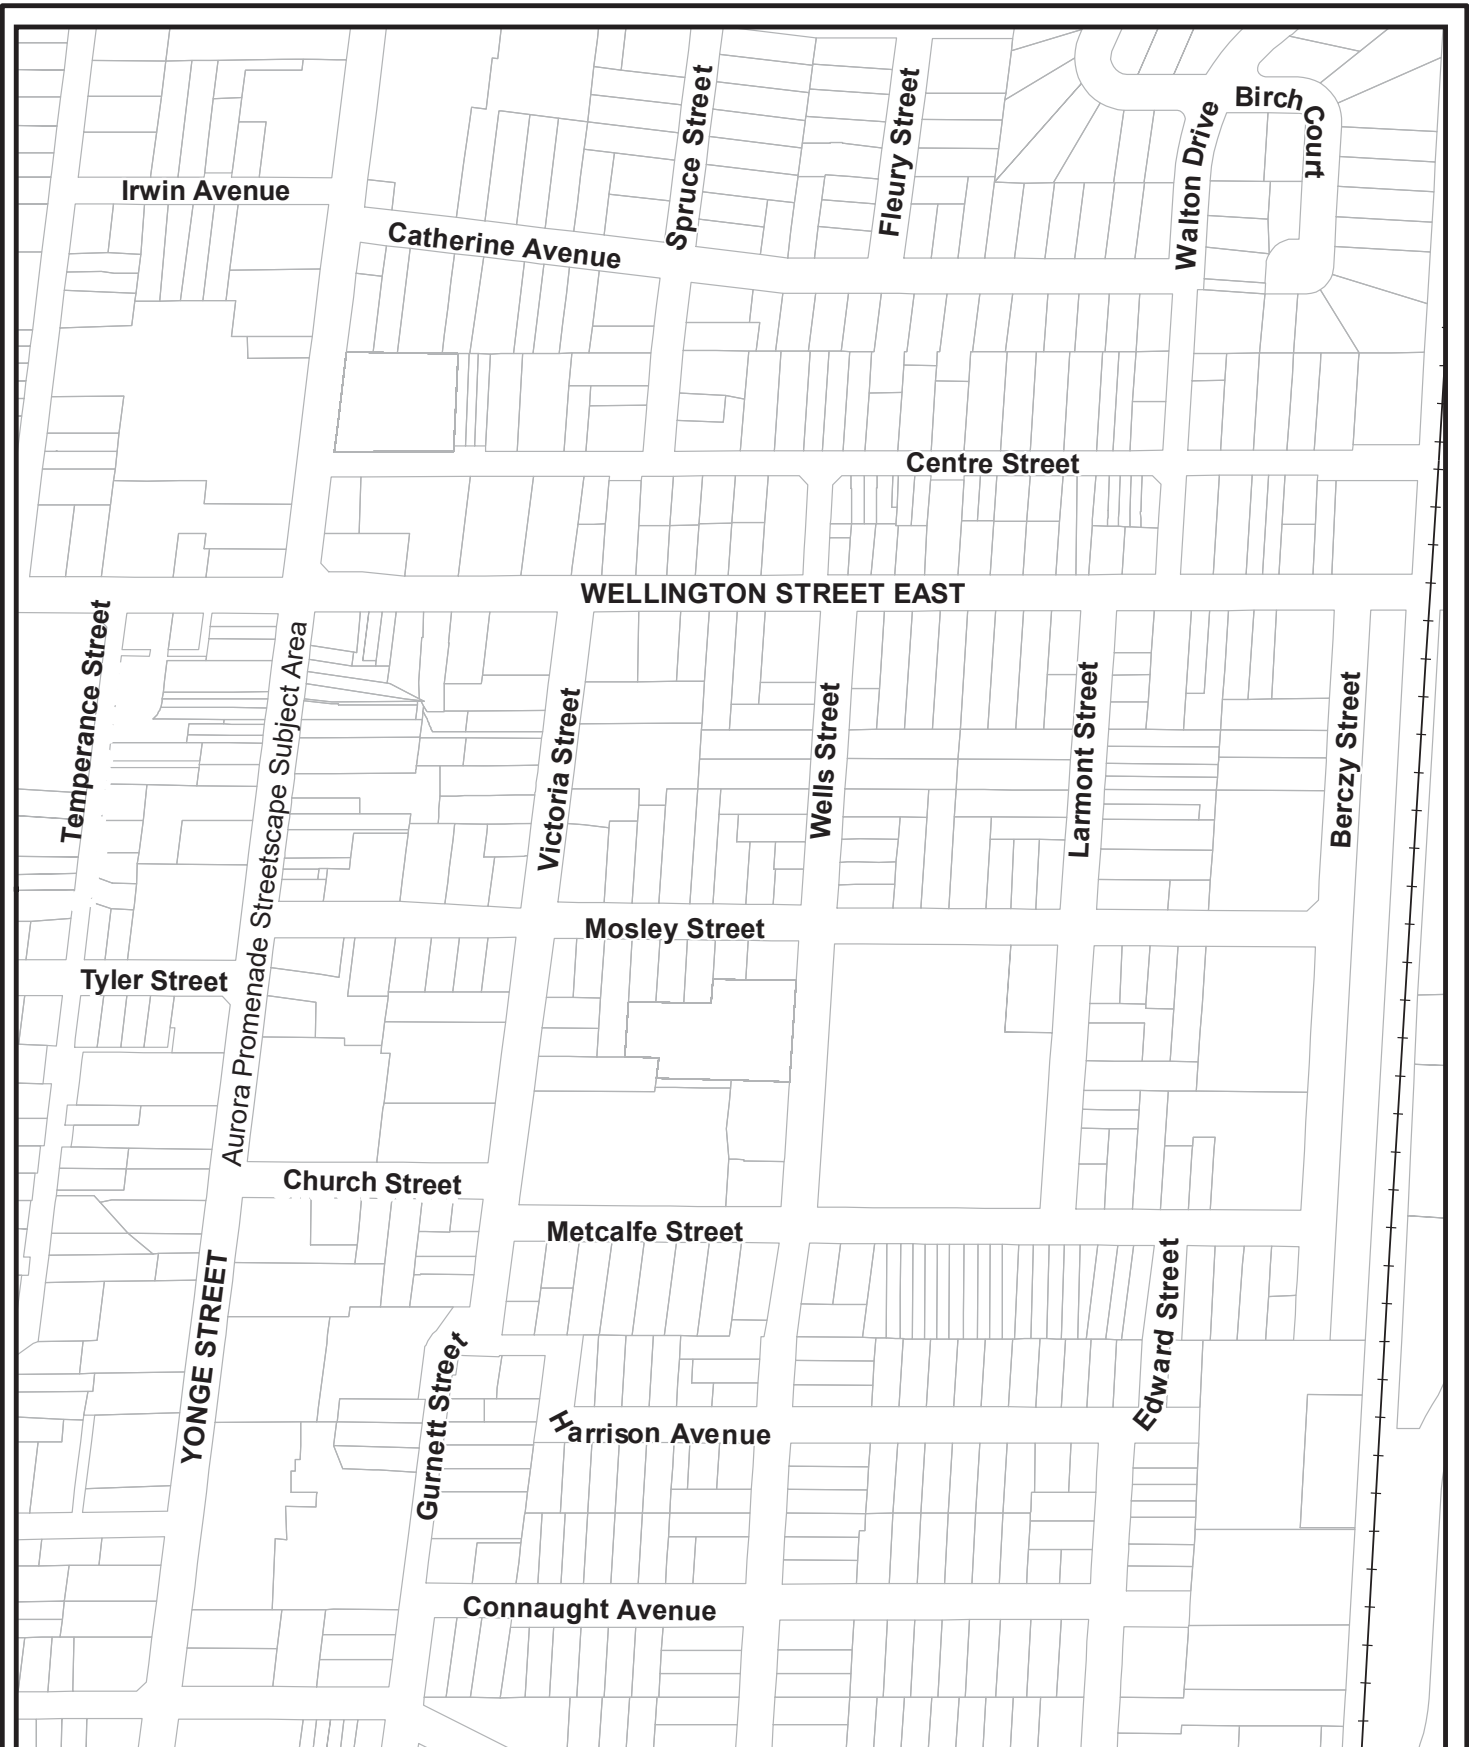 Birch Court
Spruce Street
Fleury Street
Walton Drive
Irwin Avenue
Catherine Avenue
Centre Street
WELLINGTON STREET EAST
Temperance Street
Aurora Promenade Streetscape Subject Area
Victoria Street
Wells Street
Larmont Street
Berczy Street
Mosley Street
Tyler Street
Church Street
Metcalfe Street
YONGE STREET
Edward Street
Gurnett Street
Harrison Avenue
Connaught Avenue